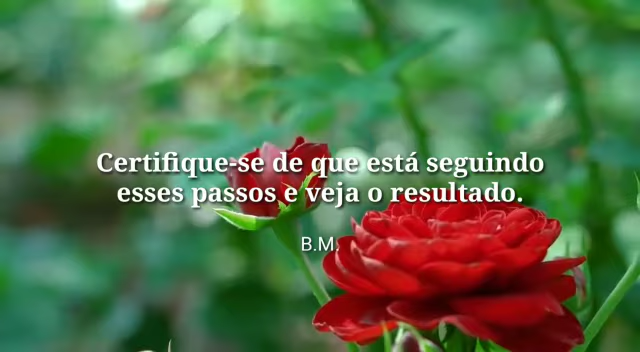 Certifique-se de que está seguindo
esses passos e veja o resultado.
B.M.